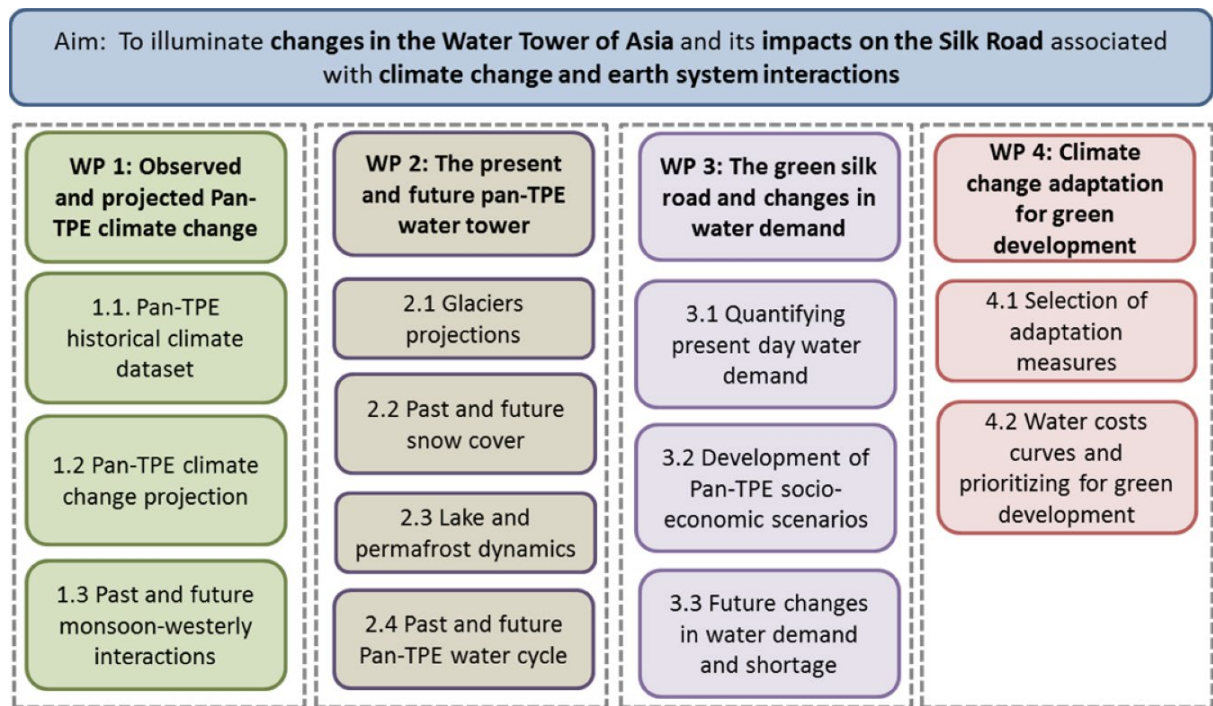 Aim:  To illuminate changes in the Water Tower of Asia and its impacts on the Silk Road associated
with climate change and earth system interactions
WP 1: Observed
and projected Pan-
TPE climate change
1.1. Pan-TPE
historical climate
dataset
1.2 Pan-TPE climate
change projection
1.3 Past and future
monsoon-westerly
interactions
WP 2: The present
and future pan-TPE
water tower
2.1 Glaciers
projections
2.2 Past and future
snow cover
2.3 Lake and
permafrost dynamics
2.4 Past and future
Pan-TPE water cycle
WP 3: The green silk
road and changes in
water demand
3.1 Quantifying
present day water
demand
3.2 Development of
Pan-TPE socio-
economic scenarios
3.3 Future changes
in water demand
and shortage
WP 4: Climate
change adaptation
for green
development
4.1 Selection of
adaptation
measures
4.2 Water costs
curves and
prioritizing for green
development